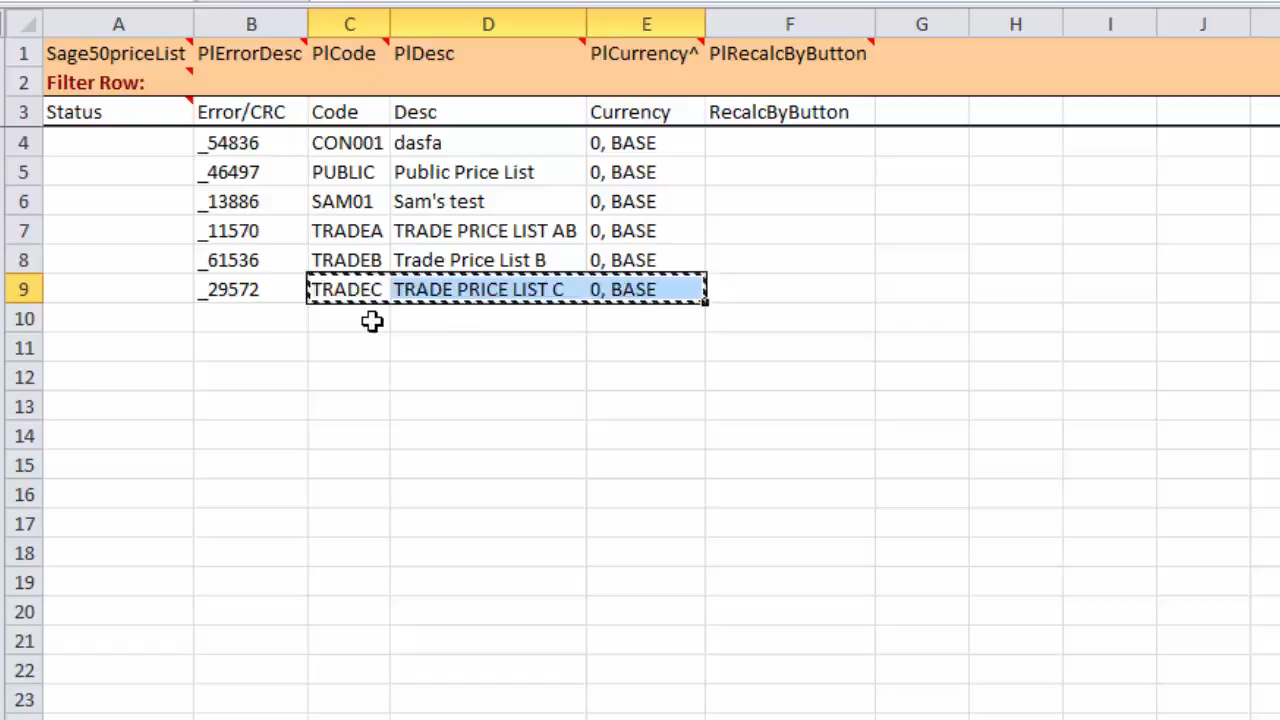 A B C D E F G H I J
1 Sage50priceList PlErrorDesc PlCode PlDesc PlCurrency^ PlRecalcByButton
2 Filter Row:
3 Status Error/CRC Code Desc Currency RecalcByButton
4 _54836 CON001 dasfa 0, BASE
5 _46497 PUBLIC Public Price List 0, BASE
6 _13886 SAM01 Sam's test 0, BASE
7 _11570 TRADEA TRADE PRICE LIST AB 0, BASE
8 _61536 TRADEB Trade Price List B 0, BASE
9 _29572 TRADEC TRADE PRICE LIST C 0, BASE
10
11
12
13
14
15
16
17
18
19
20
21
22
23